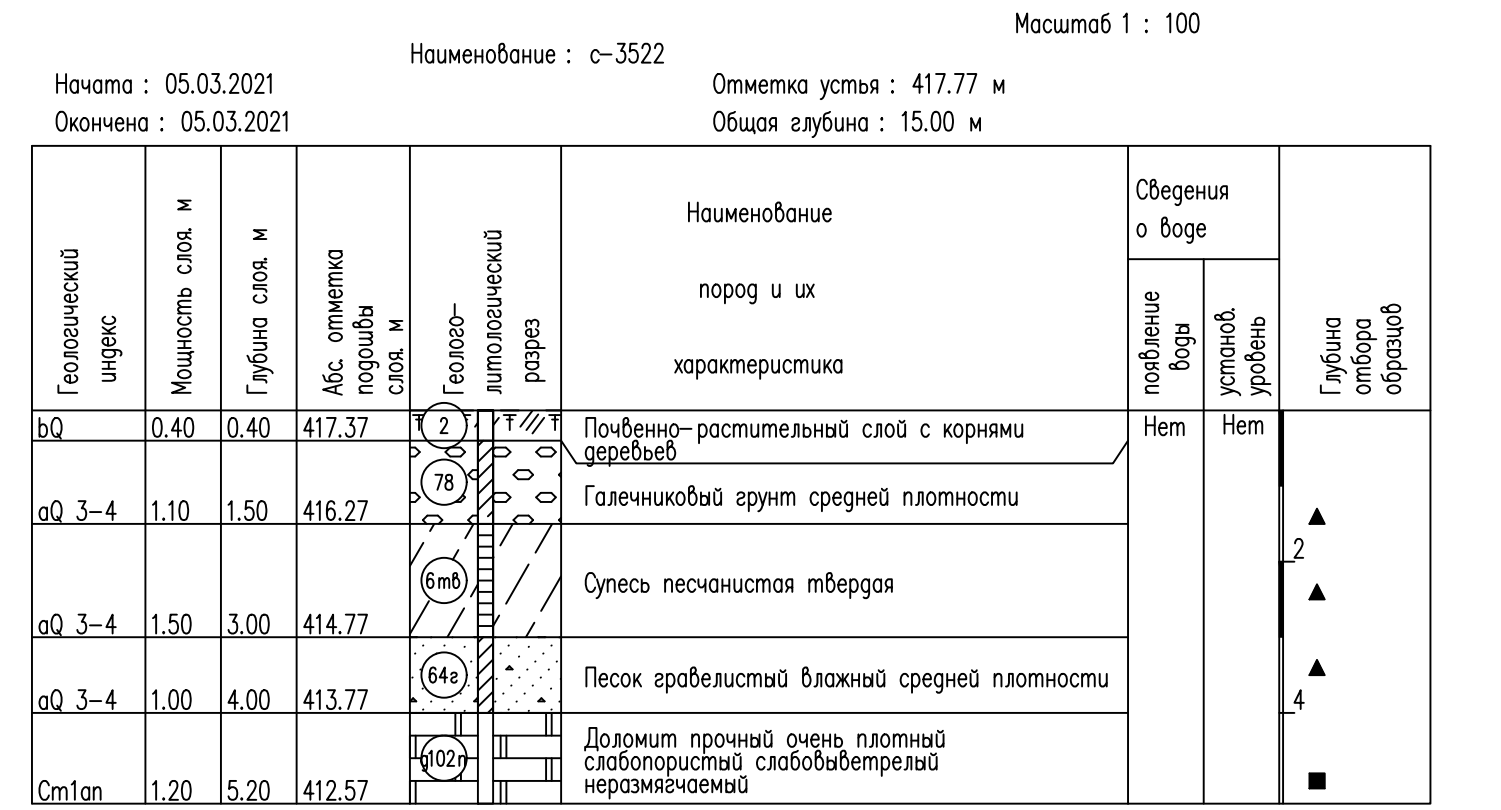 Масштаб 1 : 100
Наименование : с-3522
Начата : 05.03.2021
Отметка устья : 417.77 м
Окончена : 05.03.2021
Общая глубина : 15.00 м
Геологический
индекс
Мощность слоя. м
Глубина слоя. м
Абс. отметка
подошвы
слоя. м
Геолого-
литологический
разрез
Наименование
пород и их
характеристика
Сведения
о воде
появление
воды
установ.
уровень
Глубина
отбора
образцов
bQ 0.40 0.40 417.37 2 Почвенно-растительный слой с корнями
деревьев
Нет Нет
78
aQ 3-4 1.10 1.50 416.27 Галечниковый грунт средней плотности
2
6тв Супесь песчанистая твердая
aQ 3-4 1.50 3.00 414.77
64г Песок гравелистый влажный средней плотности
aQ 3-4 1.00 4.00 413.77
4
Доломит прочный очень плотный
g102п слабопористый слабовыветрелый
неразмягчаемый
Cm1an 1.20 5.20 412.57